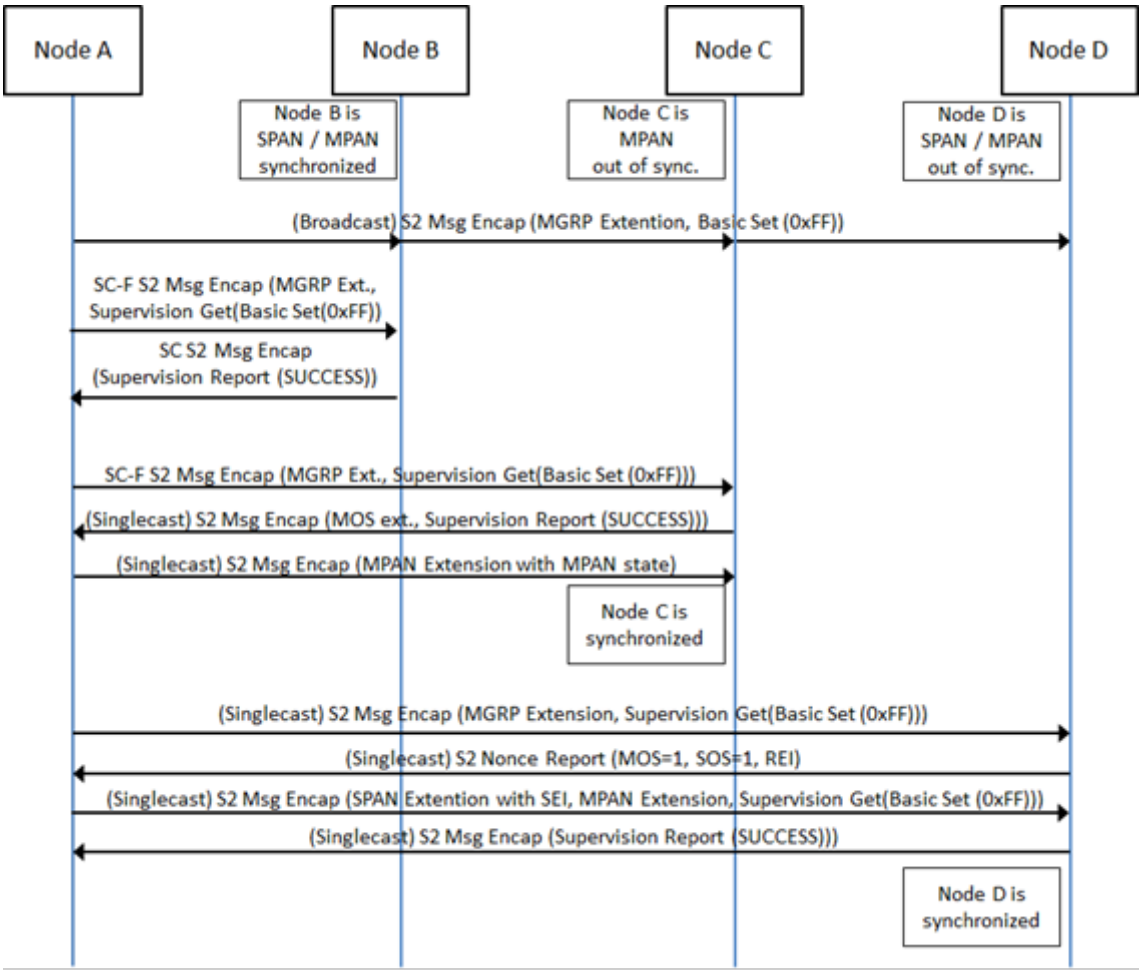 Node A
Node B
Node C
Node D
Node B is
SPAN / MPAN
synchronized
Node C is
MPAN
out of sync.
Node D is
SPAN / MPAN
out of sync.
(Broadcast) S2 Msg Encap (MGRP Extention, Basic Set (0xFF))
SC-F S2 Msg Encap (MGRP Ext.,
Supervision Get(Basic Set(0xFF))
SC S2 Msg Encap
(Supervision Report (SUCCESS))
SC-F S2 Msg Encap (MGRP Ext., Supervision Get(Basic Set (0xFF)))
(Singlecast) S2 Msg Encap (MOS ext., Supervision Report (SUCCESS)))
(Singlecast) S2 Msg Encap (MPAN Extension with MPAN state)
Node C is
synchronized
(Singlecast) S2 Msg Encap (MGRP Extension, Supervision Get(Basic Set (0xFF)))
(Singlecast) S2 Nonce Report (MOS=1, SOS=1, REI)
(Singlecast) S2 Msg Encap (SPAN Extention with SEI, MPAN Extension, Supervision Get(Basic Set (0xFF)))
(Singlecast) S2 Msg Encap (Supervision Report (SUCCESS)))
Node D is
synchronized